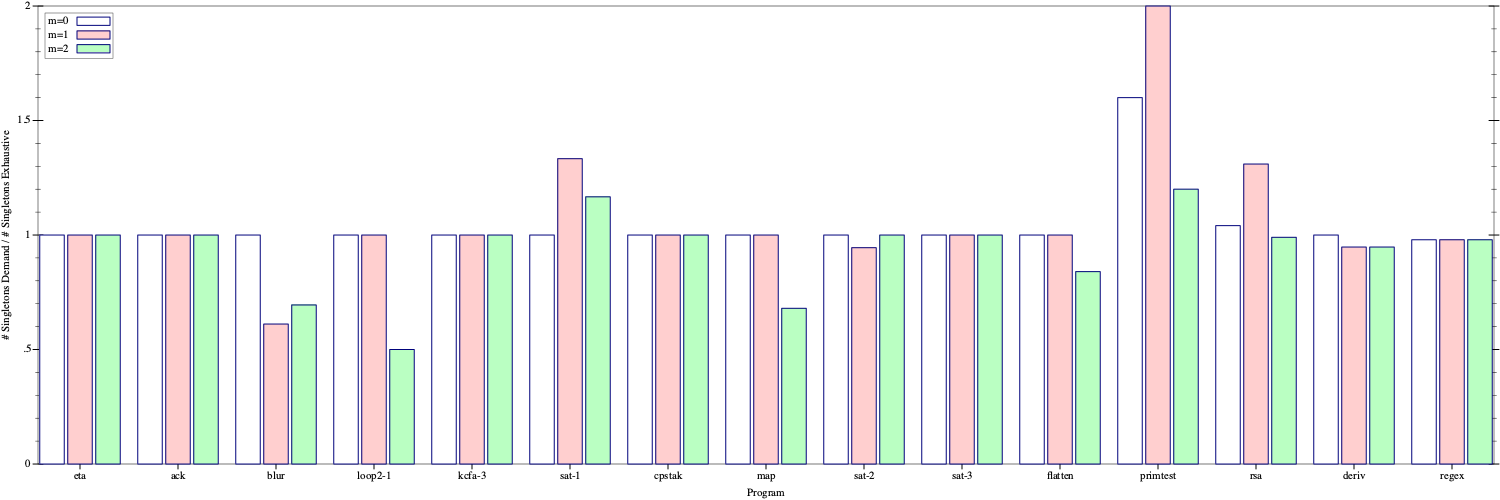 m=0
m=1
m=2
2
1.5
1
.5
0
# Singletons Demand / # Singletons Exhaustive
eta ack blur loop2-1 kcfa-3 sat-1 cpstak map sat-2 sat-3 flatten primtest rsa deriv regex
Program